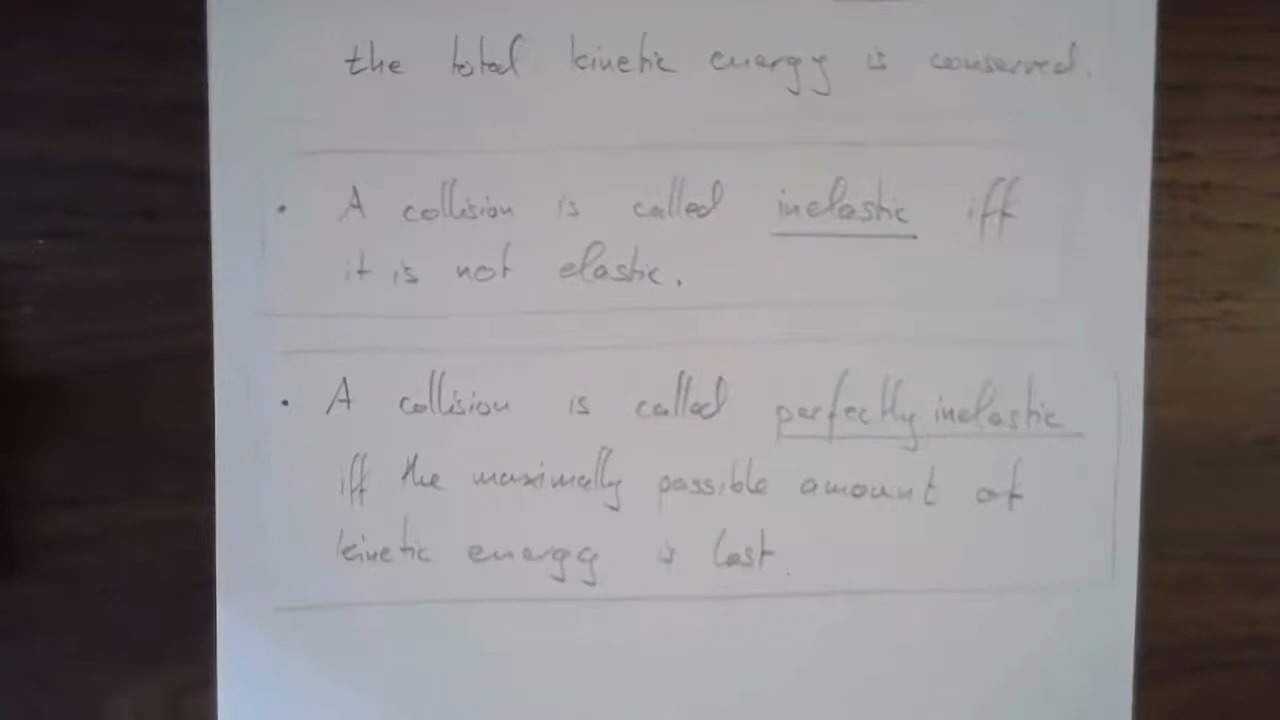 the total kinetic energy is conserved.
• A collision is called inelastic iff
it is not elastic.
• A collision is called perfectly inelastic
iff the maximally possible amount of
kinetic energy is lost.